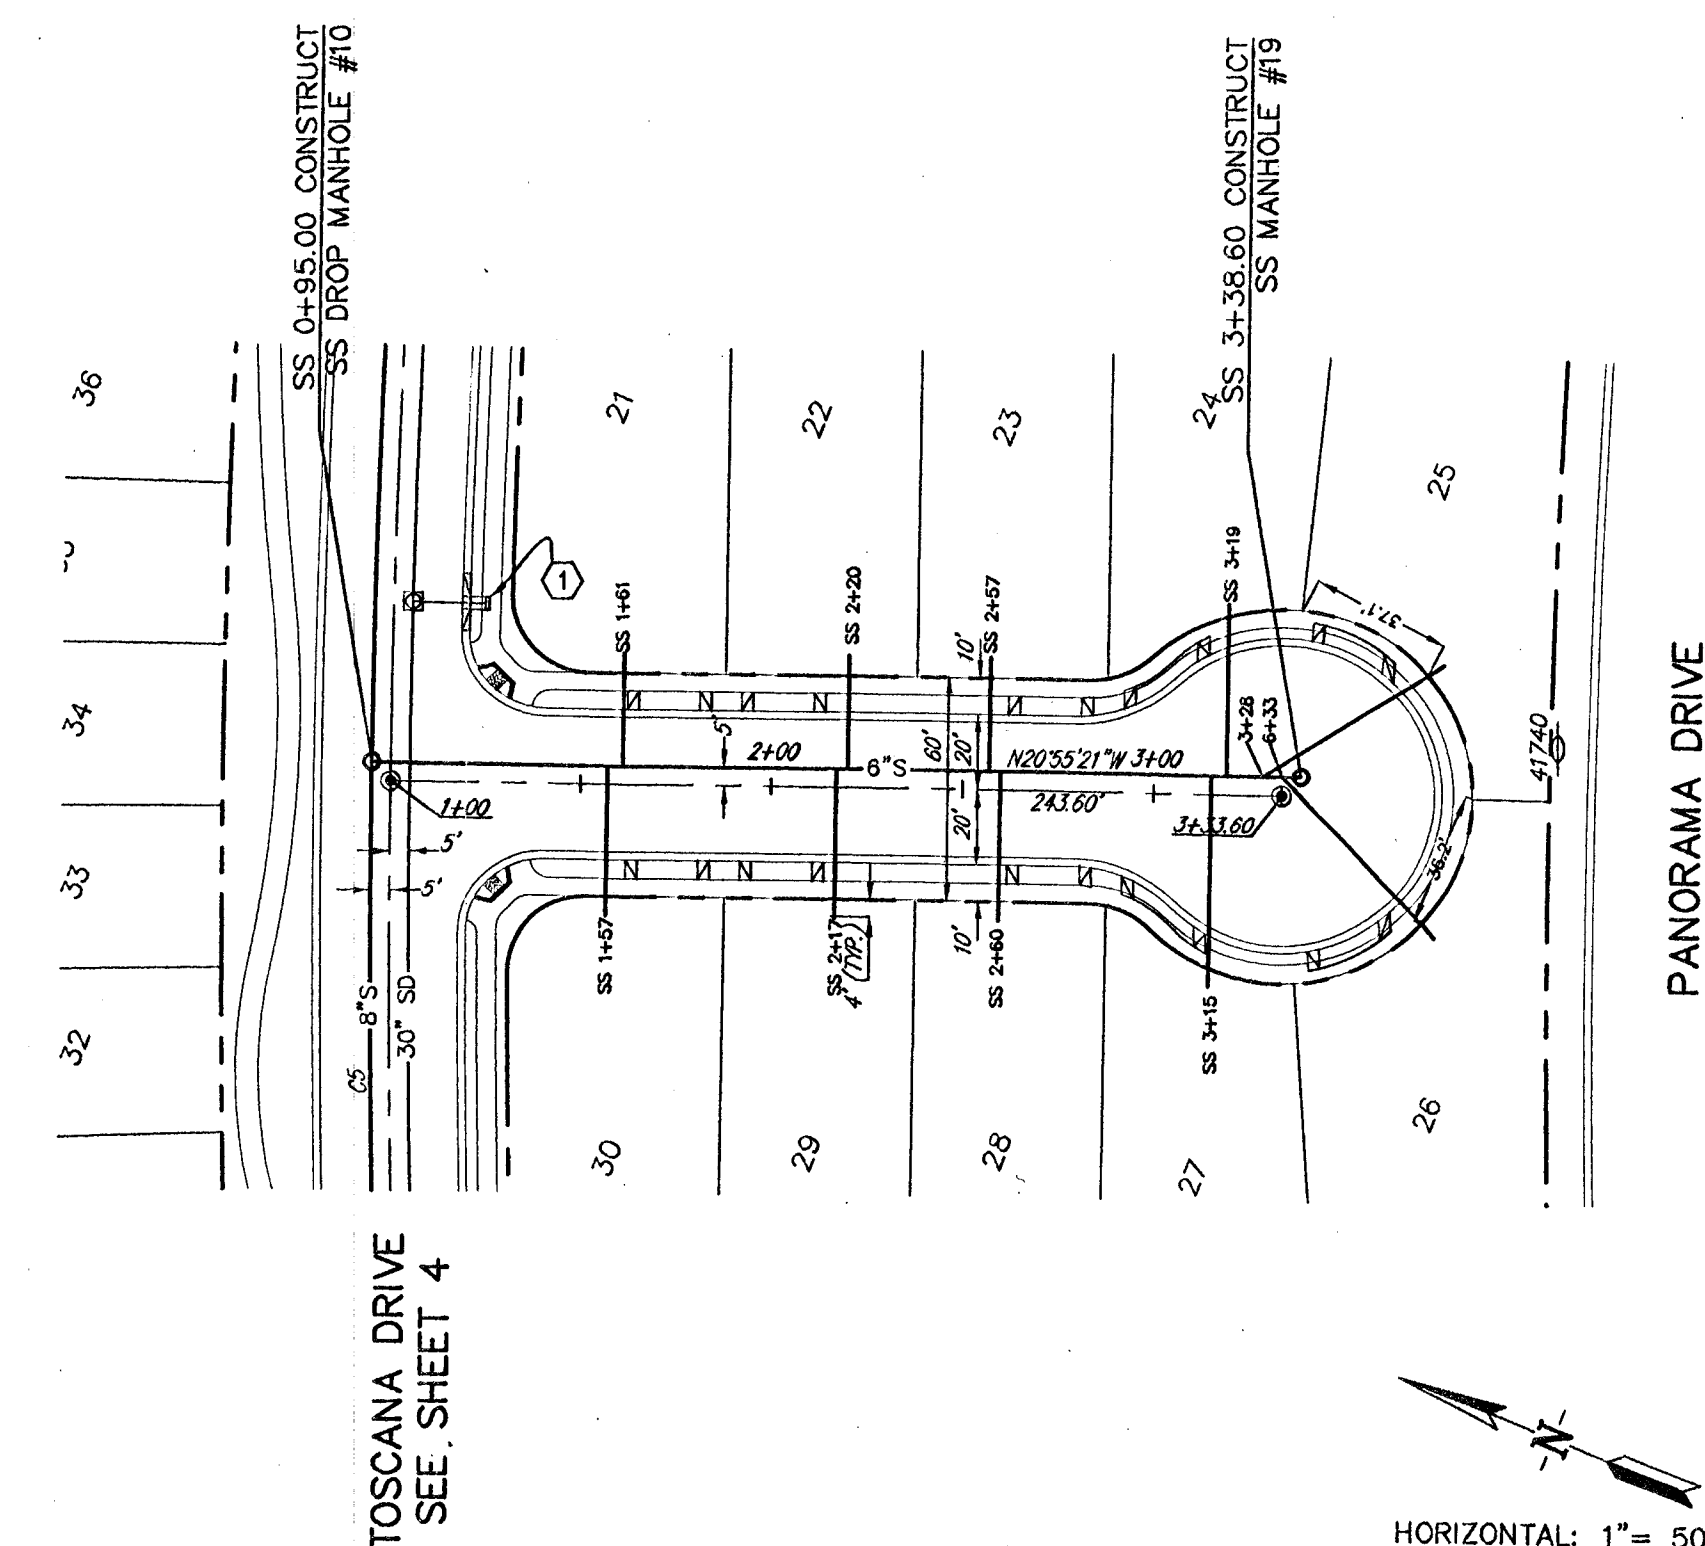 SS 0+95.00 CONSTRUCT
SS DROP MANHOLE #10
SS 3+38.60 CONSTRUCT
SS MANHOLE #19
36
34
33
32
21
22
23
24
25
1
SS 1+61
SS 2+20
SS 2+57
SS 3+19
10'
37.1'
3+28
6+33
5'
2+00
6"S
60'
20'
N20°55'21"W 3+00
243.60'
20'
1+00
3+33.60
5'
5'
41740
36.2'
PANORAMA DRIVE
SS 1+57
SS 2+17
4' (TYP.)
10'
SS 2+60
SS 3+15
8"S
30" SD
C5
30
29
28
27
26
TOSCANA DRIVE
SEE SHEET 4
N
HORIZONTAL: 1"= 50